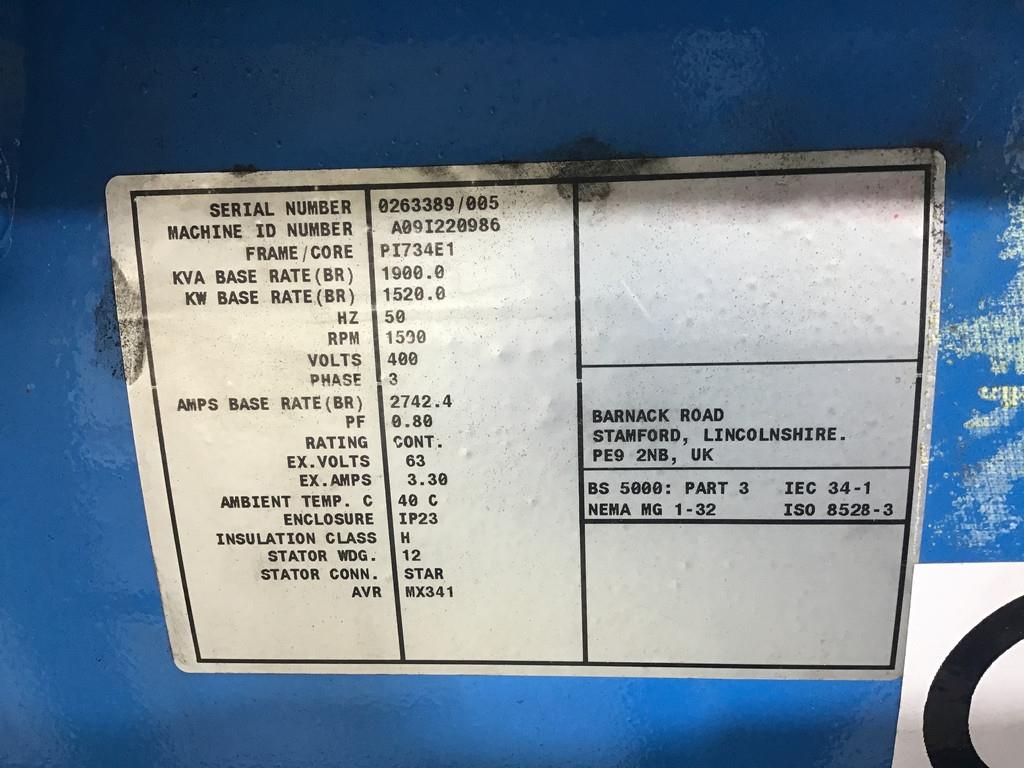 SERIAL NUMBER 0263389/005
MACHINE ID NUMBER A09I220986
FRAME/CORE PI734E1
KVA BASE RATE(BR) 1900.0
KW BASE RATE(BR) 1520.0
HZ 50
RPM 1500
VOLTS 400
PHASE 3
AMPS BASE RATE(BR) 2742.4
PF 0.80
RATING CONT.
EX.VOLTS 63
EX.AMPS 3.30
AMBIENT TEMP. C 40 C
ENCLOSURE IP23
INSULATION CLASS H
STATOR WDG. 12
STATOR CONN. STAR
AVR MX341
BARNACK ROAD
STAMFORD, LINCOLNSHIRE.
PE9 2NB, UK
BS 5000: PART 3 IEC 34-1
NEMA MG 1-32 ISO 8528-3